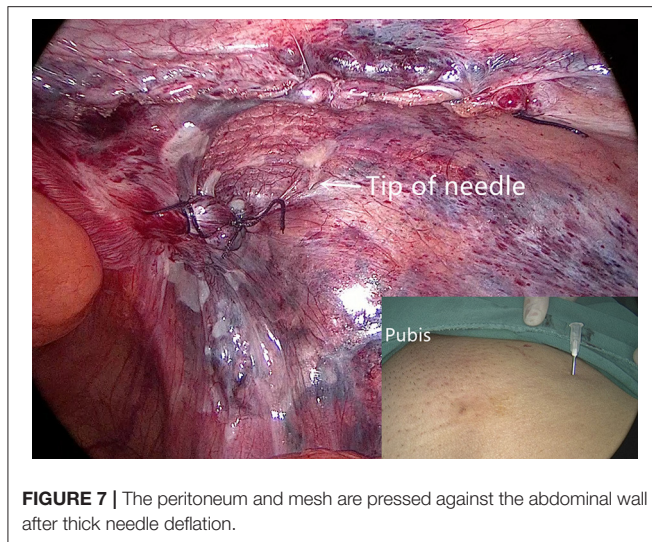 Tip of needle
Pubis
FIGURE 7 | The peritoneum and mesh are pressed against the abdominal wall
after thick needle deflation.